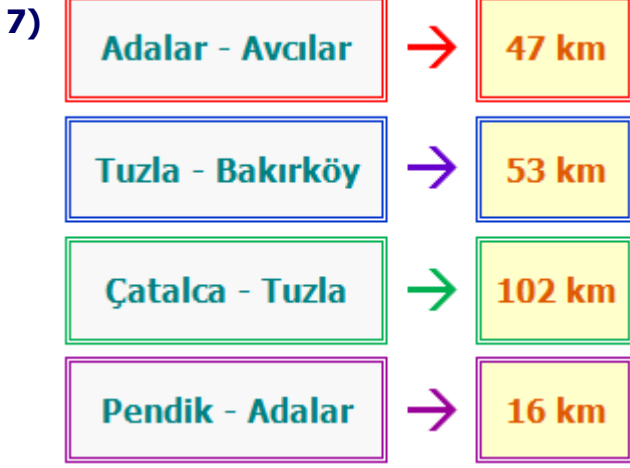 7)
Adalar - Avcılar → 47 km
Tuzla - Bakırköy → 53 km
Çatalca - Tuzla → 102 km
Pendik - Adalar → 16 km